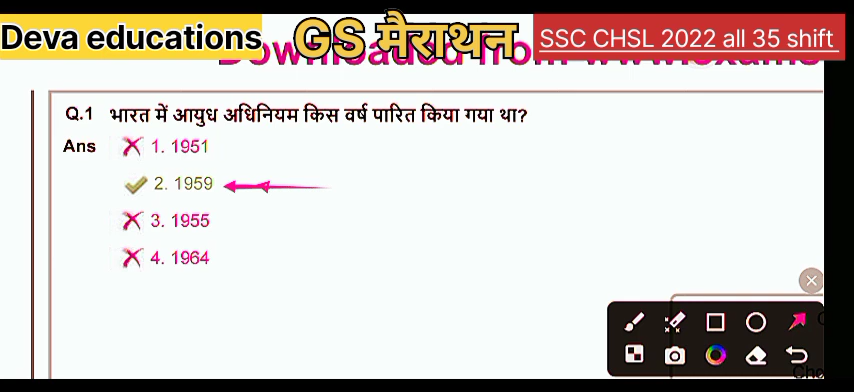 Deva educations GS मैराथन SSC CHSL 2022 all 35 shift
Q.1 भारत में आयुध अधिनियम किस वर्ष पारित किया गया था?
Ans 1. 1951
2. 1959
3. 1955
4. 1964